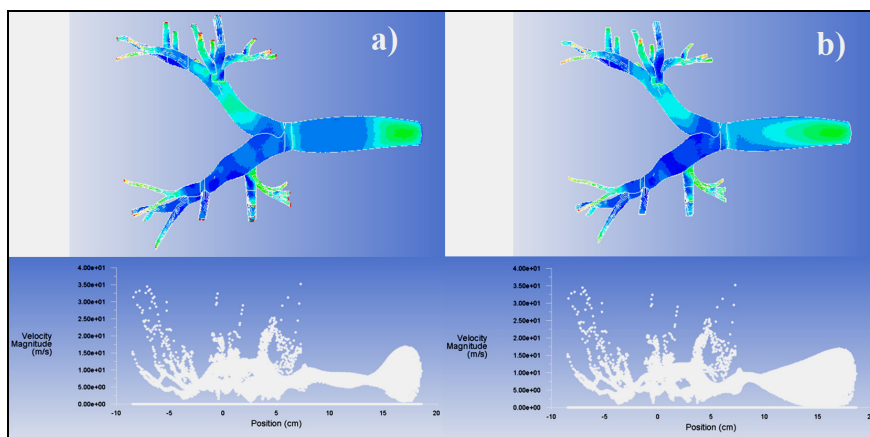 a)
b)
4.00e+01
3.50e+01
3.00e+01
2.50e+01
2.00e+01
1.50e+01
1.00e+01
5.00e+00
0.00e+00
Velocity
Magnitude
(m/s)
-10 -5 0 5 10 15 20
Position (cm)
4.00e+01
3.50e+01
3.00e+01
2.50e+01
2.00e+01
1.50e+01
1.00e+01
5.00e+00
0.00e+00
Velocity
Magnitude
(m/s)
-10 -5 0 5 10 15 20
Position (cm)